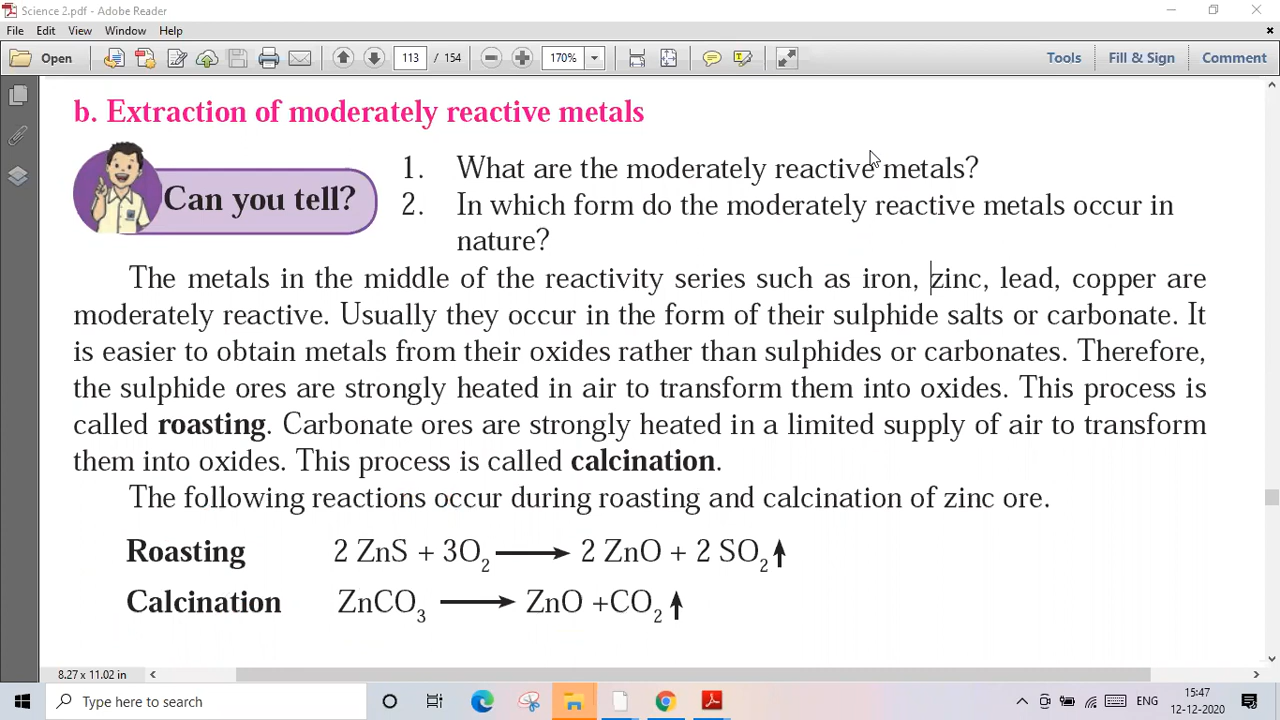 Science 2.pdf - Adobe Reader
File Edit View Window Help
Open 113 / 154 170% Tools Fill & Sign Comment
b. Extraction of moderately reactive metals
Can you tell?
1. What are the moderately reactive metals?
2. In which form do the moderately reactive metals occur in
nature?
The metals in the middle of the reactivity series such as iron, zinc, lead, copper are
moderately reactive. Usually they occur in the form of their sulphide salts or carbonate. It
is easier to obtain metals from their oxides rather than sulphides or carbonates. Therefore,
the sulphide ores are strongly heated in air to transform them into oxides. This process is
called roasting. Carbonate ores are strongly heated in a limited supply of air to transform
them into oxides. This process is called calcination.
The following reactions occur during roasting and calcination of zinc ore.
Roasting 2 ZnS + 3O₂ ⟶ 2 ZnO + 2 SO₂ ↑
Calcination ZnCO₃ ⟶ ZnO +CO₂ ↑
8.27 x 11.02 in
Type here to search
ENG
15:47
12-12-2020